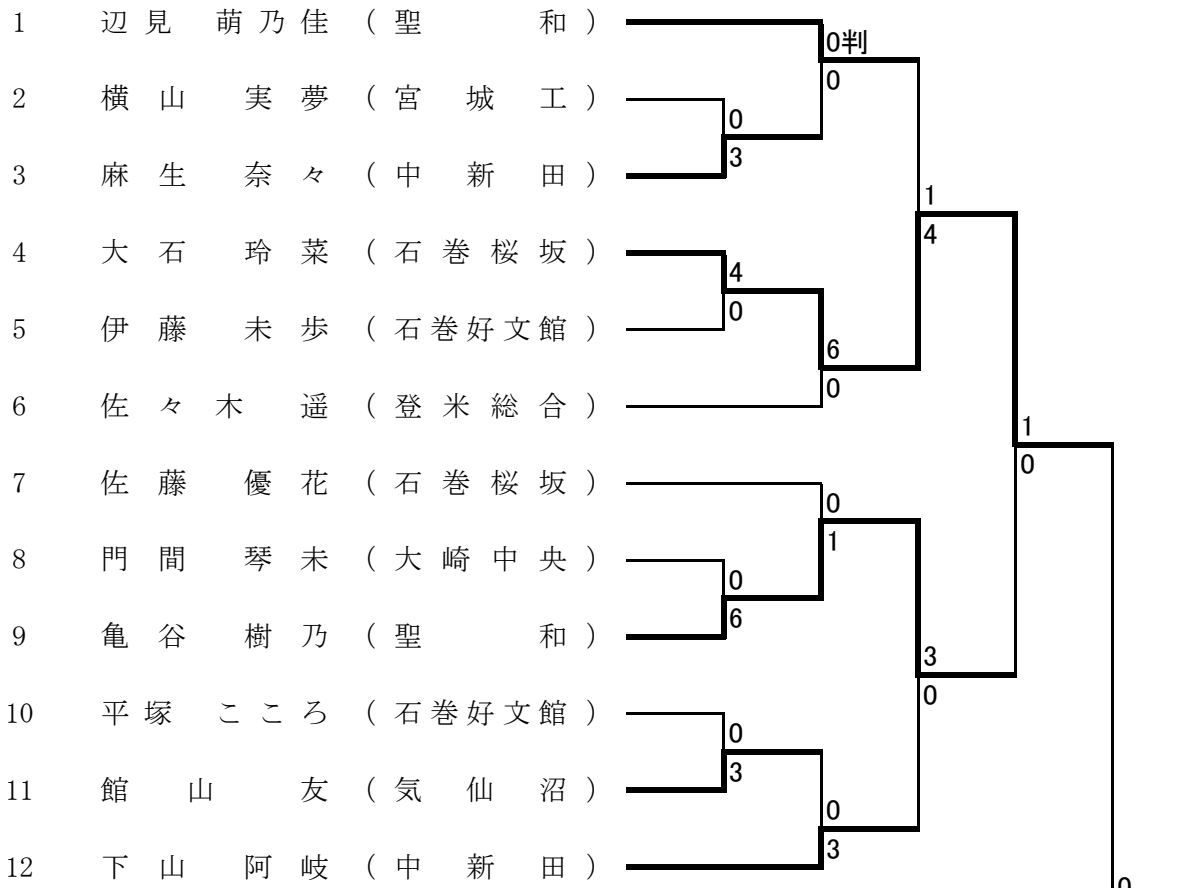 1 辺見 萌乃佳 (聖 和)
0判
0
2 横山 実夢 (宮城工)
0
3
3 麻生 奈々 (中新田)
1
4
4 大石 玲菜 (石巻桜坂)
4
0
5 伊藤 未歩 (石巻好文館)
6
0
6 佐々木 遥 (登米総合)
1
0
7 佐藤 優花 (石巻桜坂)
0
1
8 門間 琴未 (大崎中央)
0
6
9 亀谷 樹乃 (聖 和)
3
0
10 平塚 こころ (石巻好文館)
0
3
11 館山 友 (気仙沼)
0
3
12 下山 阿岐 (中新田)